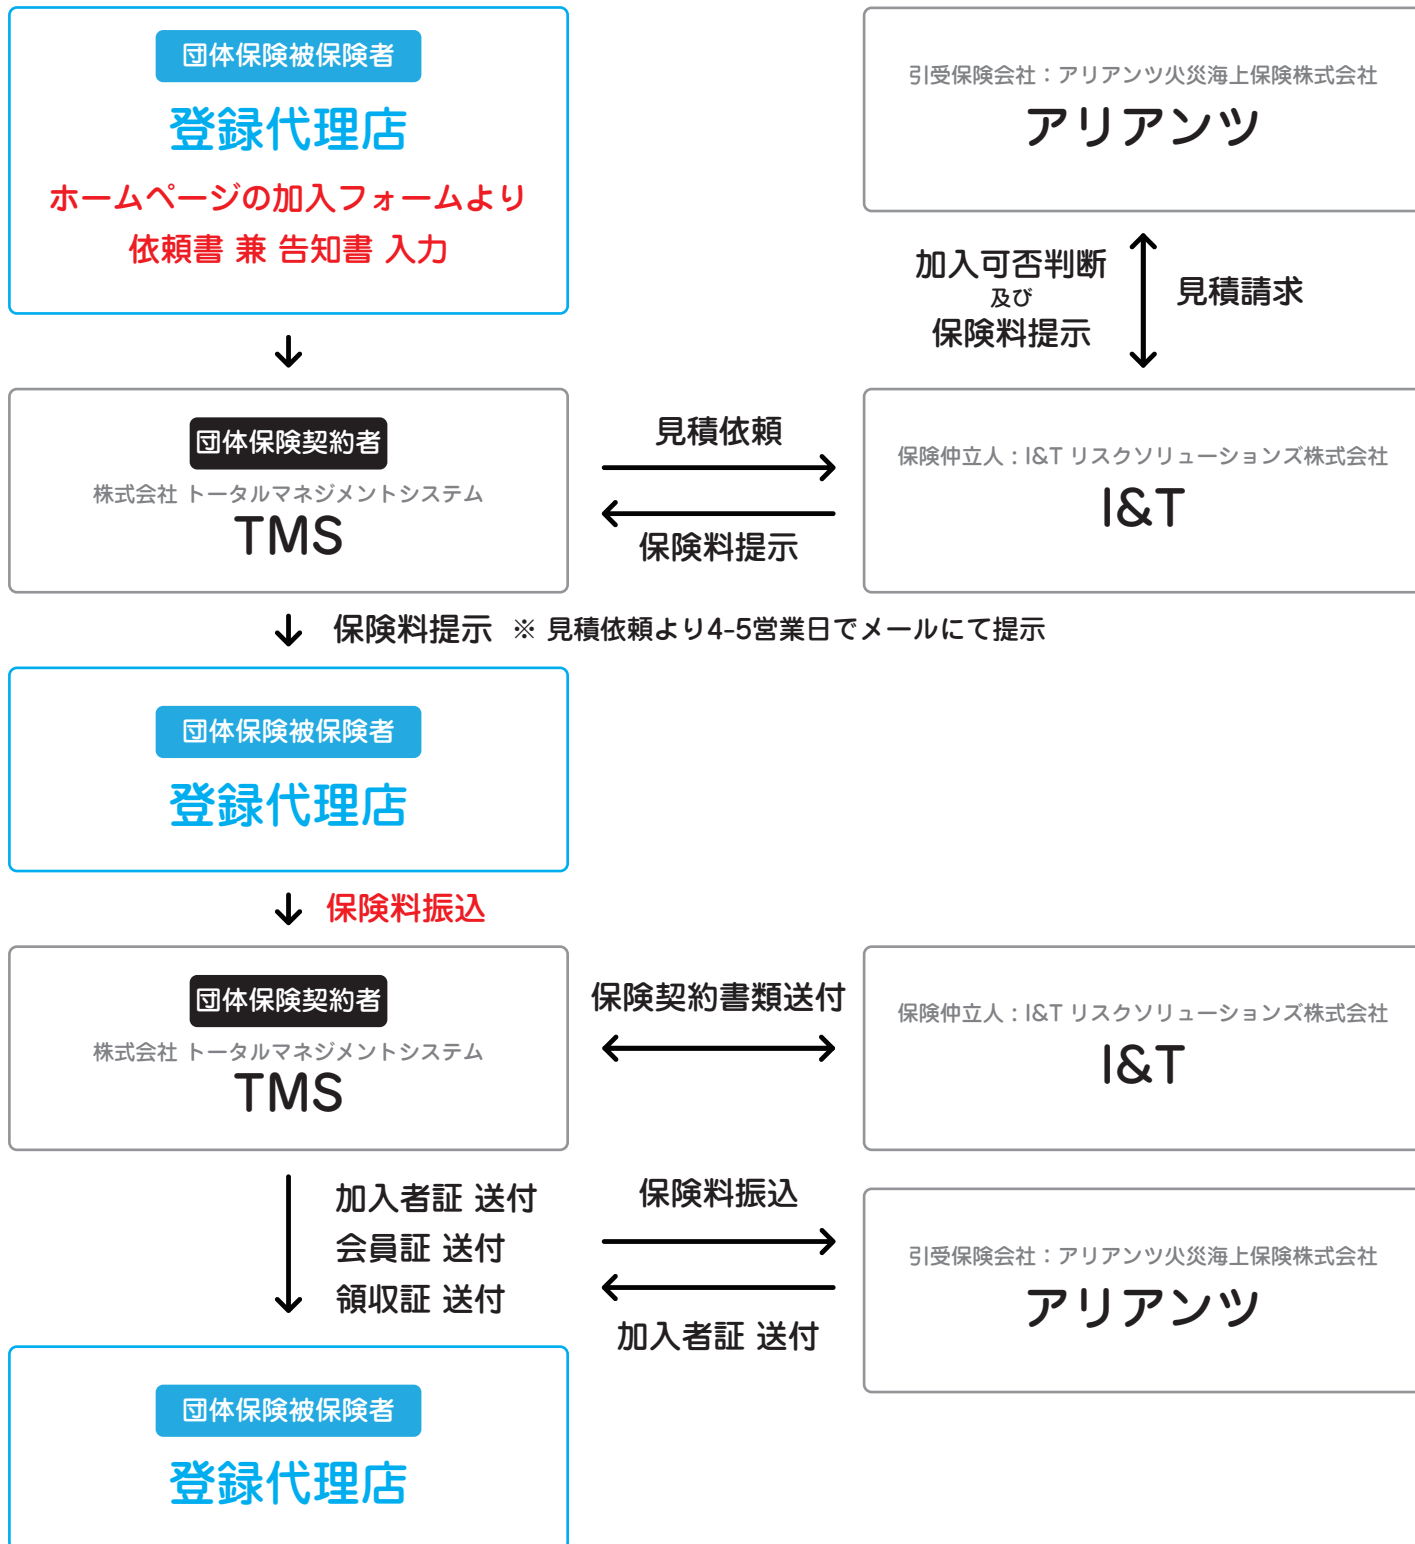 団体保険被保険者
登録代理店
ホームページの加入フォームより
依頼書 兼 告知書 入力
引受保険会社：アリアンツ火災海上保険株式会社
アリアンツ
加入可否判断
及び
保険料提示
見積請求
団体保険契約者
株式会社 トータルマネジメントシステム
TMS
見積依頼
保険料提示
保険仲立人：I&T リスクソリューションズ株式会社
I&T
保険料提示 ※ 見積依頼より4-5営業日でメールにて提示
団体保険被保険者
登録代理店
保険料振込
団体保険契約者
株式会社 トータルマネジメントシステム
TMS
保険契約書類送付
保険仲立人：I&T リスクソリューションズ株式会社
I&T
加入者証 送付
会員証 送付
領収証 送付
保険料振込
加入者証 送付
引受保険会社：アリアンツ火災海上保険株式会社
アリアンツ
団体保険被保険者
登録代理店